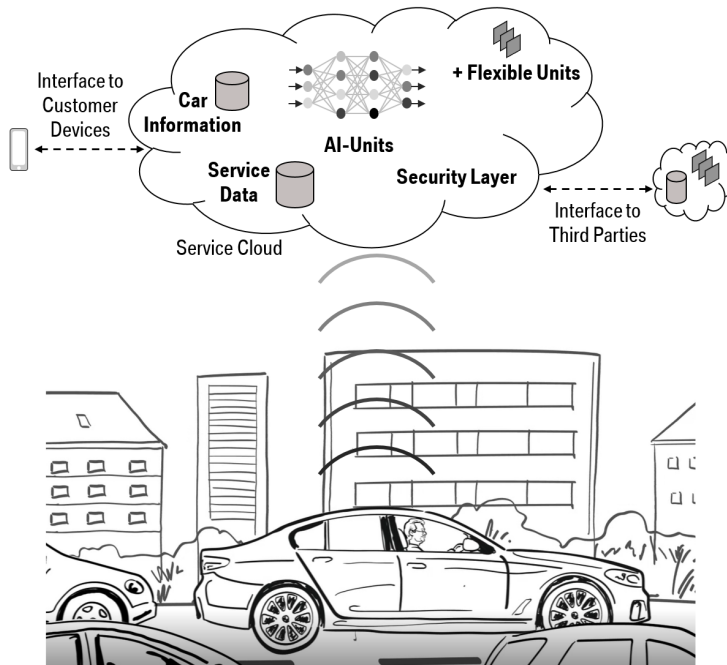 Interface to
Customer
Devices
Car
Information
+ Flexible Units
AI-Units
Service
Data
Security Layer
Interface to
Third Parties
Service Cloud